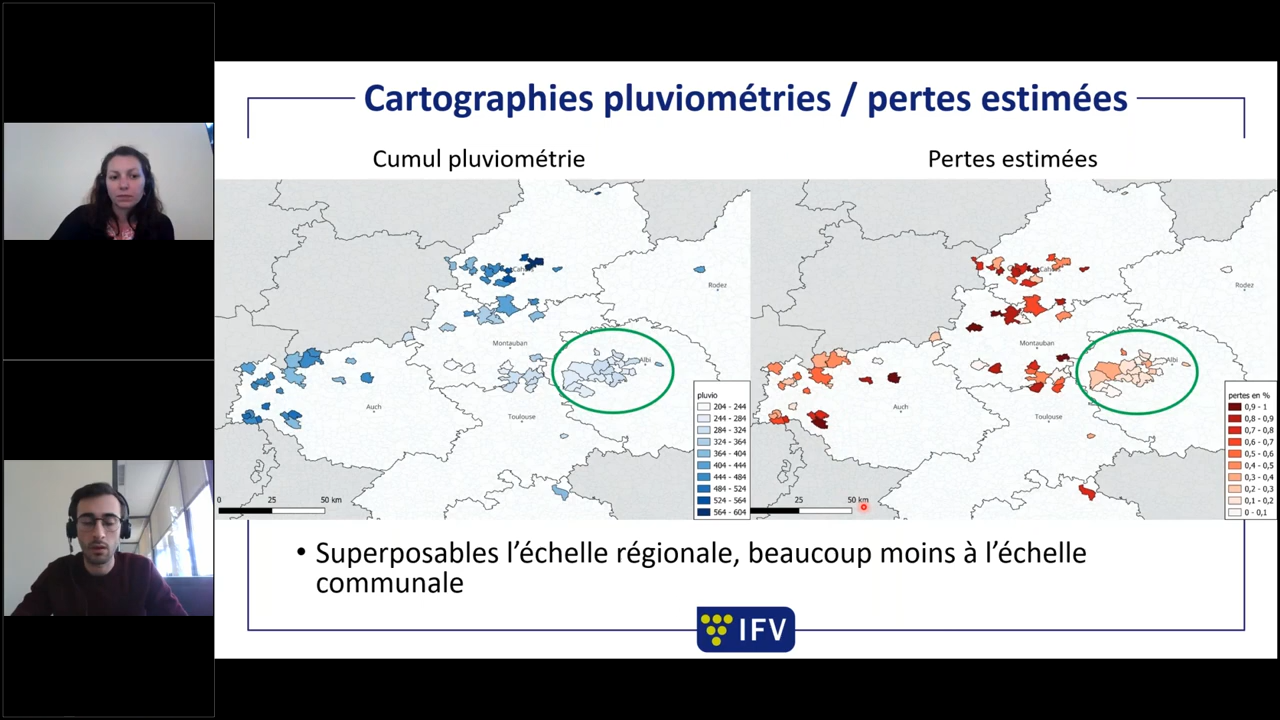 Cartographies pluviométries / pertes estimées
Cumul pluviométrie
Pertes estimées
Rodez
Montauban
Albi
Auch
Toulouse
0
25
50 km
pluvio
204 - 244
244 - 284
284 - 324
324 - 364
364 - 404
404 - 444
444 - 484
484 - 524
524 - 564
564 - 604
Cahors
Rodez
Montauban
Albi
Auch
Toulouse
25
50 km
pertes en %
0,9 - 1
0,8 - 0,9
0,7 - 0,8
0,6 - 0,7
0,5 - 0,6
0,4 - 0,5
0,3 - 0,4
0,2 - 0,3
0,1 - 0,2
0 - 0,1
• Superposables l’échelle régionale, beaucoup moins à l’échelle
communale
IFV